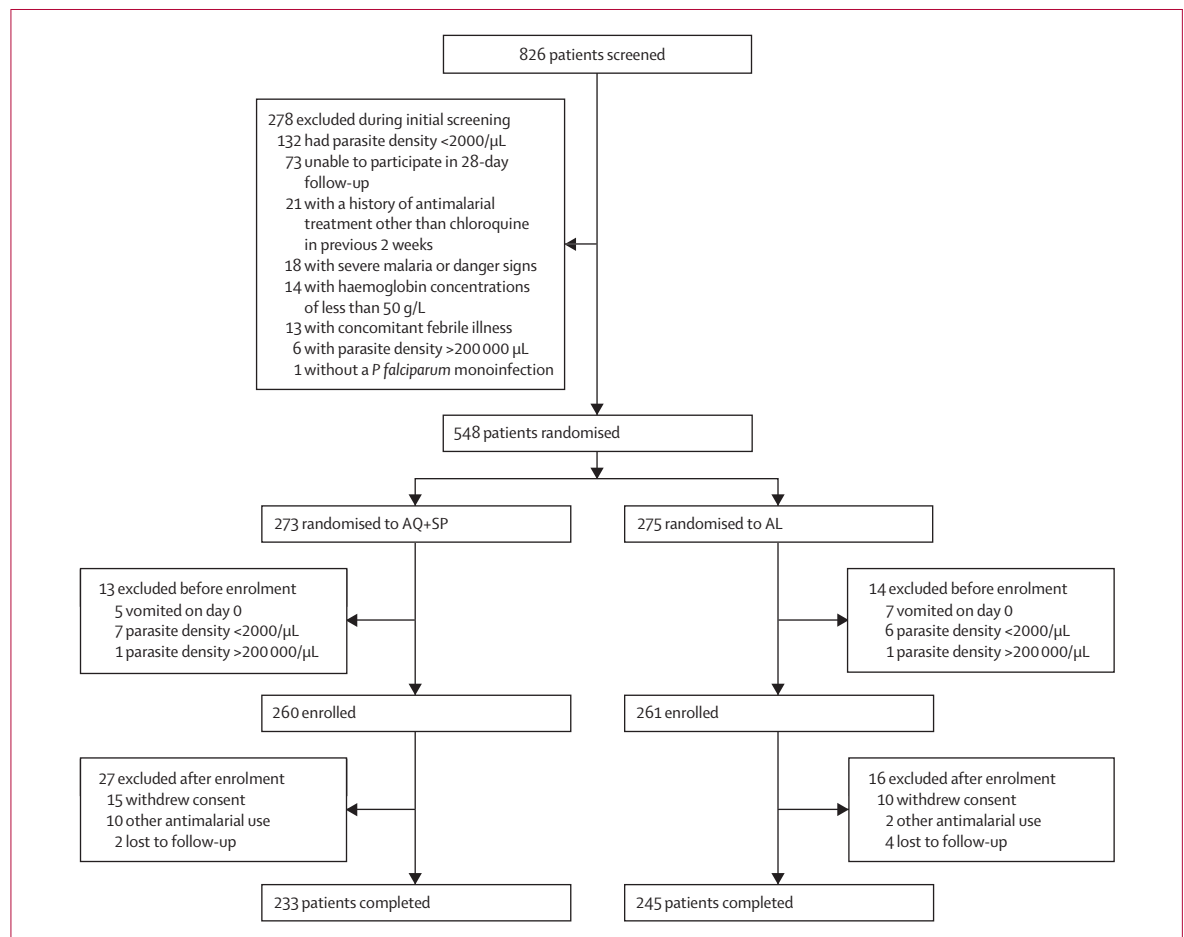 826 patients screened
278 excluded during initial screening
132 had parasite density <2000/µL
73 unable to participate in 28-day
follow-up
21 with a history of antimalarial
treatment other than chloroquine
in previous 2 weeks
18 with severe malaria or danger signs
14 with haemoglobin concentrations
of less than 50 g/L
13 with concomitant febrile illness
6 with parasite density >200 000 µL
1 without a P falciparum monoinfection
548 patients randomised
273 randomised to AQ+SP
275 randomised to AL
13 excluded before enrolment
5 vomited on day 0
7 parasite density <2000/µL
1 parasite density >200 000/µL
14 excluded before enrolment
7 vomited on day 0
6 parasite density <2000/µL
1 parasite density >200 000/µL
260 enrolled
261 enrolled
27 excluded after enrolment
15 withdrew consent
10 other antimalarial use
2 lost to follow-up
16 excluded after enrolment
10 withdrew consent
2 other antimalarial use
4 lost to follow-up
233 patients completed
245 patients completed